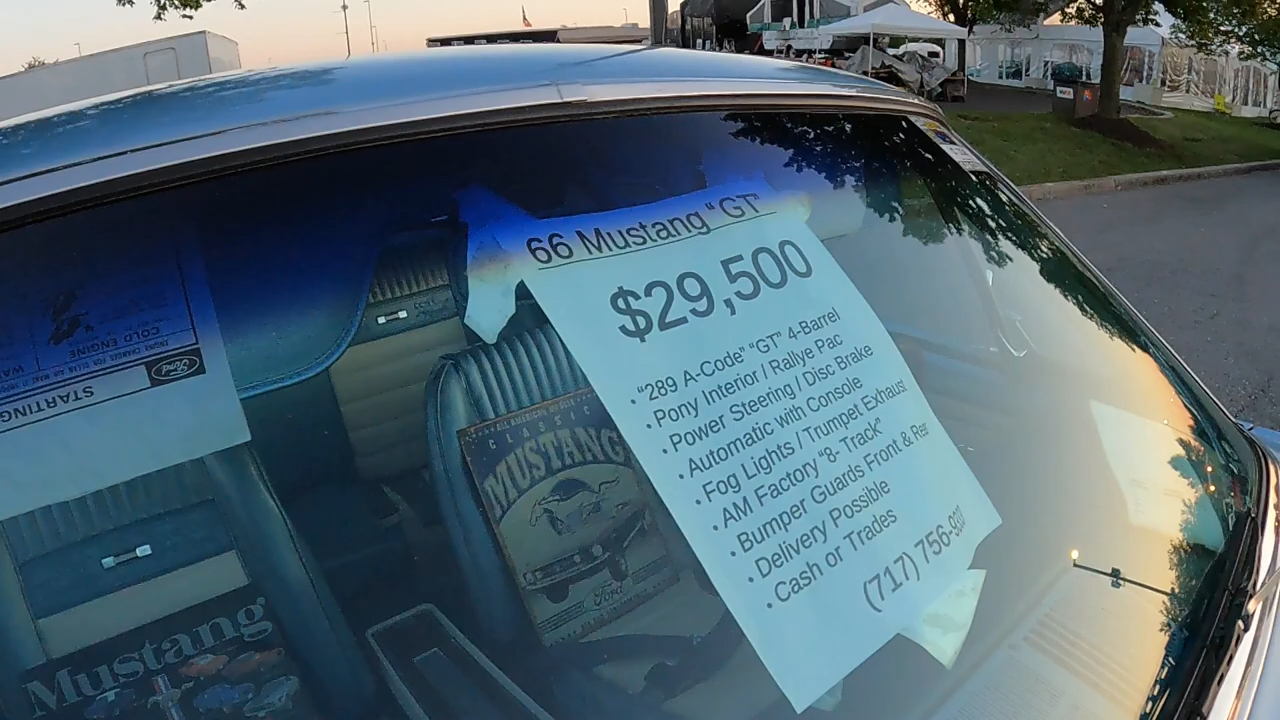 66 Mustang "GT"
$29,500
• "289 A-Code" "GT" 4-Barrel
• Pony Interior / Rallye Pac
• Power Steering / Disc Brake
• Automatic with Console
• Fog Lights / Trumpet Exhaust
• AM Factory "8- Track"
• Bumper Guards Front & Rear
• Delivery Possible
• Cash or Trades
(717) 756-
CLASSIC
MUSTANG
Ford
STARTING
Ford
COLD ENGINE
Mustang